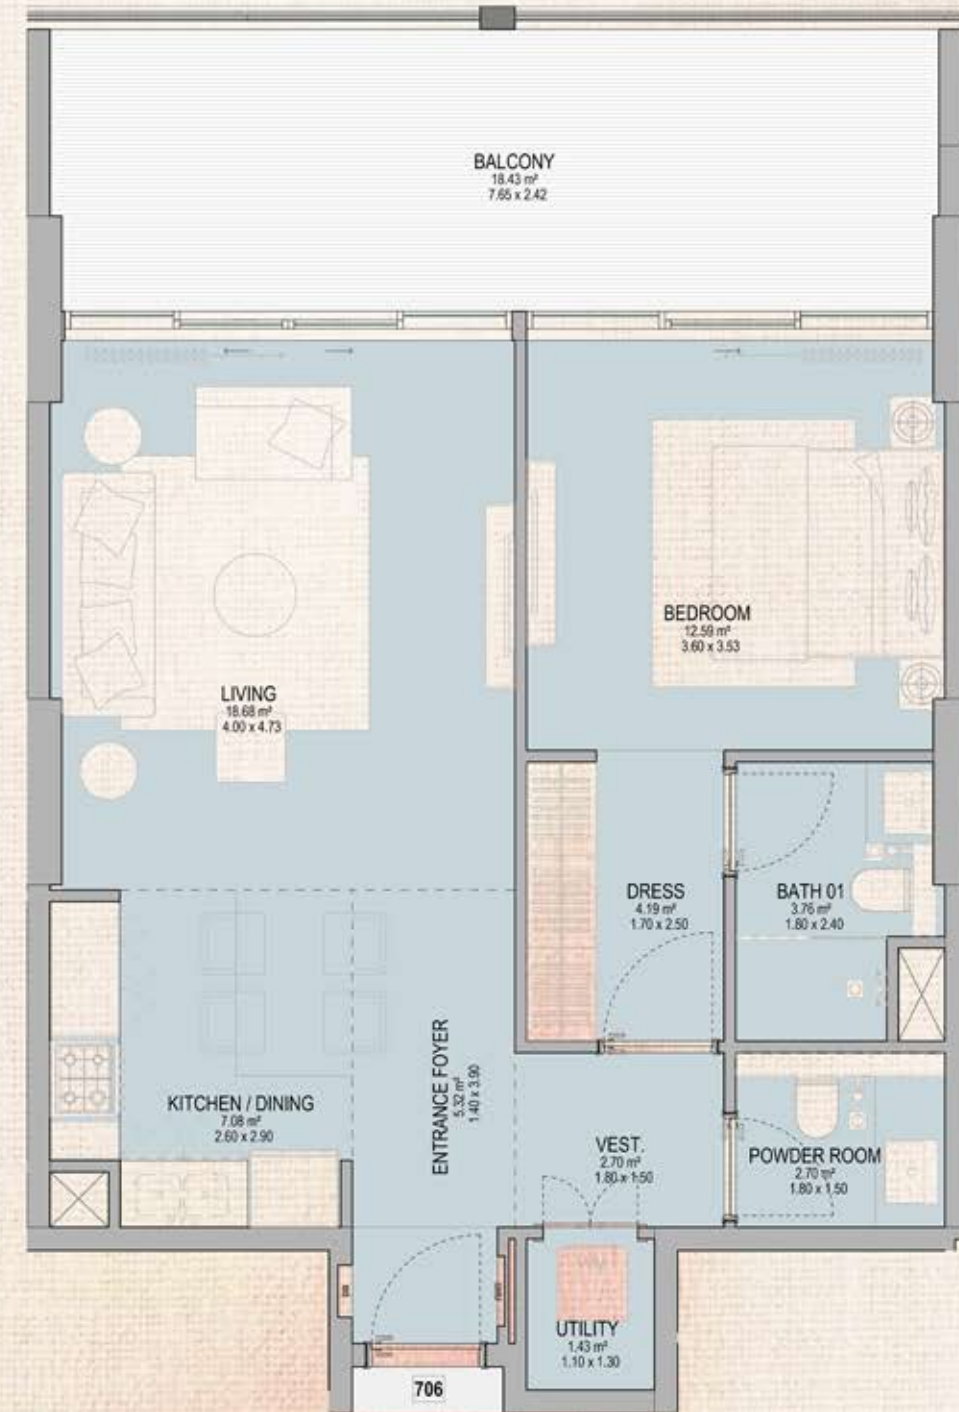 BALCONY
18.43 m²
7.65 x 2.42
BEDROOM
12.59 m²
3.60 x 3.53
LIVING
18.68 m²
4.00 x 4.73
DRESS
4.19 m²
1.70 x 2.50
BATH 01
3.76 m²
1.80 x 2.40
ENTRANCE FOYER
5.32 m²
1.40 x 3.90
KITCHEN / DINING
7.08 m²
2.60 x 2.90
VEST.
2.70 m²
1.80 x 1.50
POWDER ROOM
2.70 m²
1.80 x 1.50
UTILITY
1.43 m²
1.10 x 1.30
706